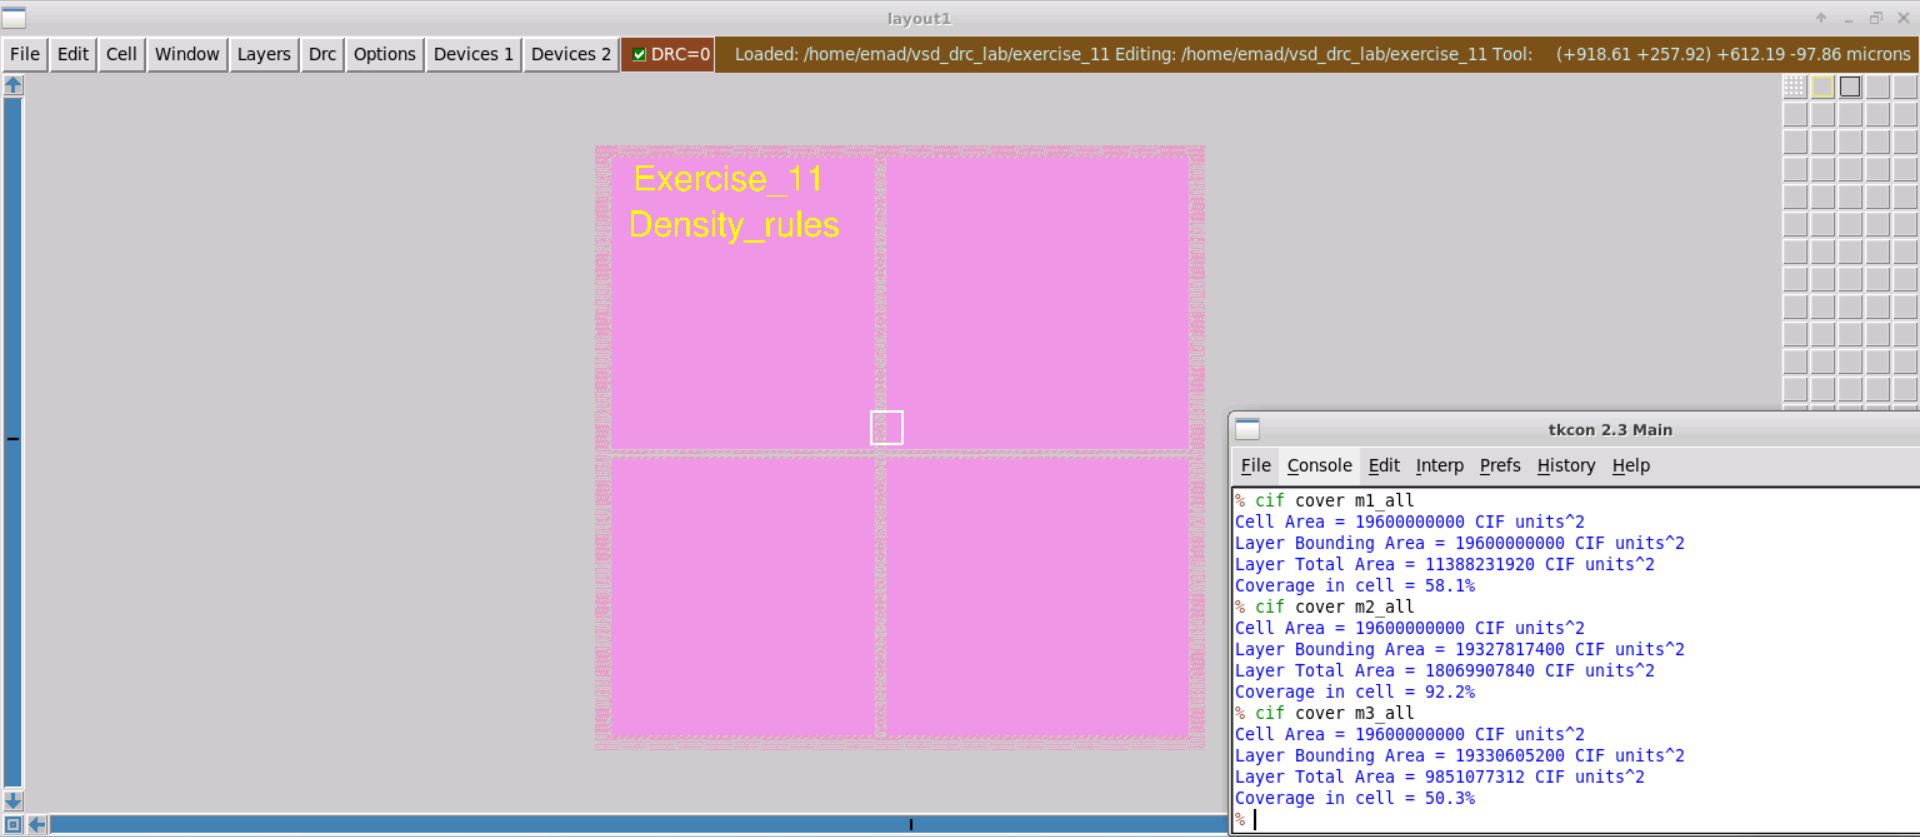 layout1
File Edit Cell Window Layers Drc Options Devices 1 Devices 2 DRC=0 Loaded: /home/emad/vsd_drc_lab/exercise_11 Editing: /home/emad/vsd_drc_lab/exercise_11 Tool: (+918.61 +257.92) +612.19 -97.86 microns
Exercise_11
Density_rules
tkcon 2.3 Main
File Console Edit Interp Prefs History Help
% cif cover m1_all
Cell Area = 19600000000 CIF units^2
Layer Bounding Area = 19600000000 CIF units^2
Layer Total Area = 11388231920 CIF units^2
Coverage in cell = 58.1%
% cif cover m2_all
Cell Area = 19600000000 CIF units^2
Layer Bounding Area = 19327817400 CIF units^2
Layer Total Area = 18069907840 CIF units^2
Coverage in cell = 92.2%
% cif cover m3_all
Cell Area = 19600000000 CIF units^2
Layer Bounding Area = 19330605200 CIF units^2
Layer Total Area = 9851077312 CIF units^2
Coverage in cell = 50.3%
%